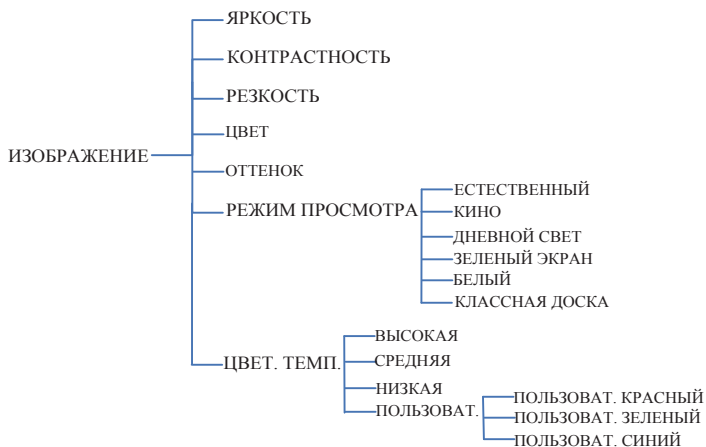 ЯРКОСТЬ
КОНТРАСТНОСТЬ
РЕЗКОСТЬ
ЦВЕТ
ИЗОБРАЖЕНИЕ
ОТТЕНОК
РЕЖИМ ПРОСМОТРА
ЕСТЕСТВЕННЫЙ
КИНО
ДНЕВНОЙ СВЕТ
ЗЕЛЕНЫЙ ЭКРАН
БЕЛЫЙ
КЛАССНАЯ ДОСКА
ЦВЕТ. ТЕМП.
ВЫСОКАЯ
СРЕДНЯЯ
НИЗКАЯ
ПОЛЬЗОВАТ.
ПОЛЬЗОВАТ. КРАСНЫЙ
ПОЛЬЗОВАТ. ЗЕЛЕНЫЙ
ПОЛЬЗОВАТ. СИНИЙ